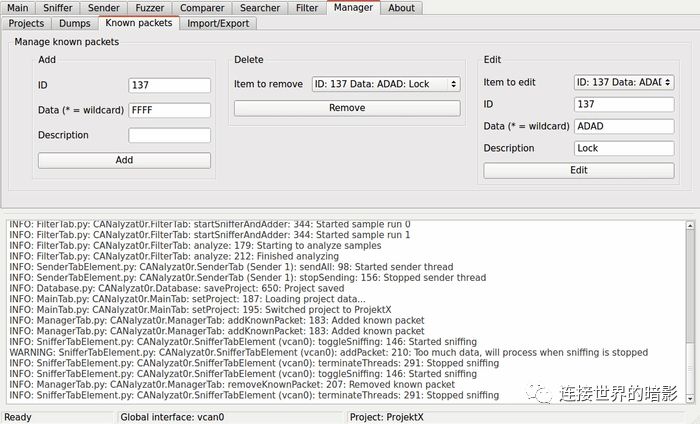 Main Sniffer Sender Fuzzer Comparer Searcher Filter Manager About
Projects Dumps Known packets Import/Export
Manage known packets
Add
ID 137
Data (* = wildcard) FFFF
Description
Add
Delete
Item to remove ID: 137 Data: ADAD: Lock
Remove
Edit
Item to edit ID: 137 Data: ADAD
ID 137
Data (* = wildcard) ADAD
Description Lock
Edit
INFO: FilterTab.py: CANalyzat0r.FilterTab: startSnifferAndAdder: 344: Started sample run 0
INFO: FilterTab.py: CANalyzat0r.FilterTab: startSnifferAndAdder: 344: Started sample run 1
INFO: FilterTab.py: CANalyzat0r.FilterTab: analyze: 179: Starting to analyze samples
INFO: FilterTab.py: CANalyzat0r.FilterTab: analyze: 212: Finished analyzing
INFO: SenderTabElement.py: CANalyzat0r.SenderTab (Sender 1): sendAll: 98: Started sender thread
INFO: SenderTabElement.py: CANalyzat0r.SenderTab (Sender 1): stopSending: 156: Stopped sender thread
INFO: Database.py: CANalyzat0r.Database: saveProject: 650: Project saved
INFO: MainTab.py: CANalyzat0r.MainTab: setProject: 187: Loading project data...
INFO: MainTab.py: CANalyzat0r.MainTab: setProject: 195: Switched project to ProjektX
INFO: ManagerTab.py: CANalyzat0r.ManagerTab: addKnownPacket: 183: Added known packet
INFO: ManagerTab.py: CANalyzat0r.ManagerTab: addKnownPacket: 183: Added known packet
INFO: SnifferTabElement.py: CANalyzat0r.SnifferTabElement (vcan0): toggleSniffing: 146: Started sniffing
WARNING: SnifferTabElement.py: CANalyzat0r.SnifferTabElement (vcan0): addPacket: 210: Too much data, will process when sniffing is stopped
INFO: SnifferTabElement.py: CANalyzat0r.SnifferTabElement (vcan0): terminateThreads: 291: Stopped sniffing
INFO: SnifferTabElement.py: CANalyzat0r.SnifferTabElement (vcan0): toggleSniffing: 146: Started sniffing
INFO: ManagerTab.py: CANalyzat0r.ManagerTab: removeKnownPacket: 207: Removed known packet
INFO: SnifferTabElement.py: CANalyzat0r.SnifferTabElement (vcan0): terminateThreads: 291: Stopped sniffing
连接世界的暗影
Ready Global interface: vcan0 Project: ProjektX